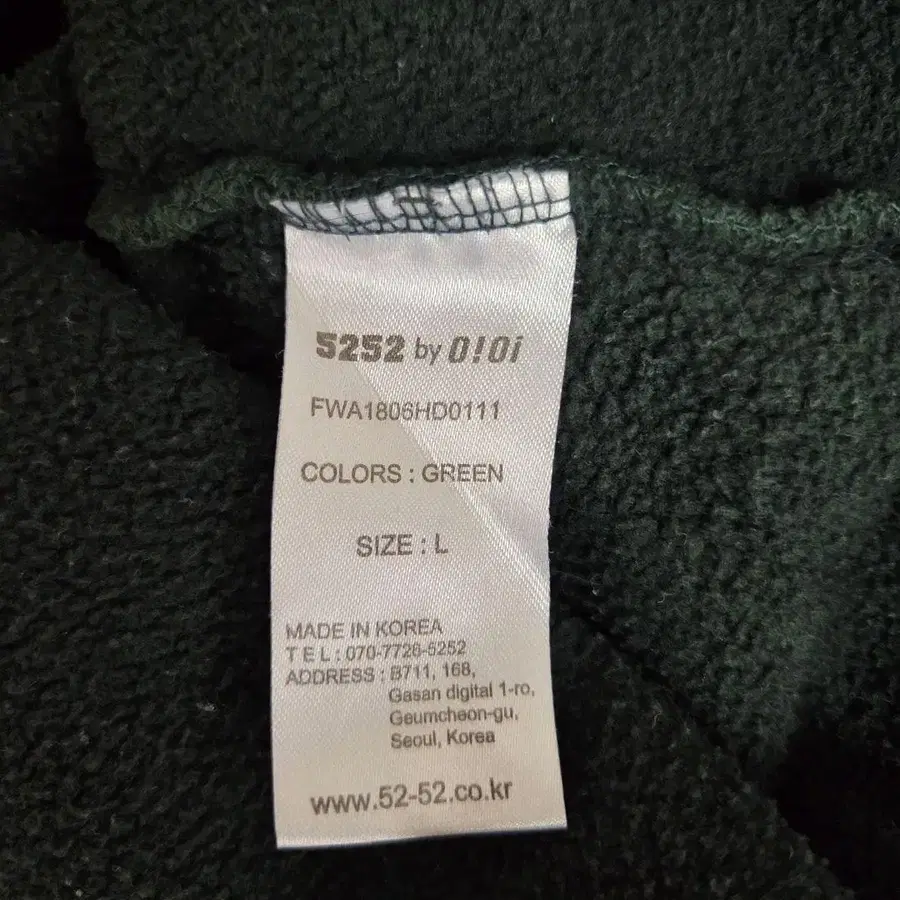 5252 by O!Oi
FWA1806HD0111
COLORS : GREEN
SIZE : L
MADE IN KOREA
TEL : 070-7726-5252
ADDRESS : B711, 168,
Gasan digital 1-ro,
Geumcheon-gu,
Seoul, Korea
www.52-52.co.kr